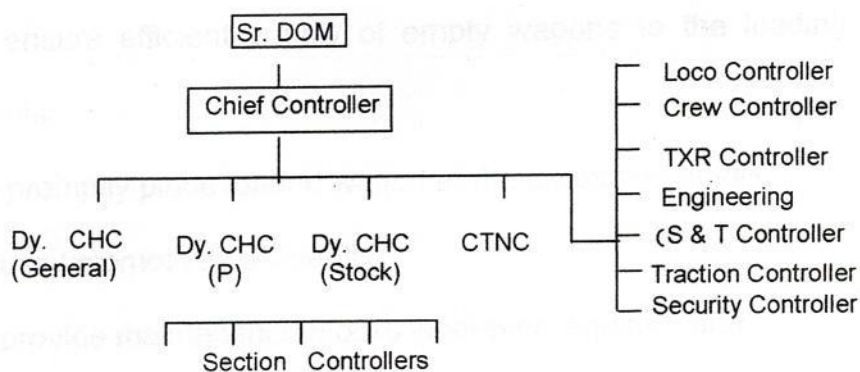 Sr. DOM
Chief Controller
Dy. CHC
(General)
Dy. CHC
(P)
Dy. CHC
(Stock)
CTNC
Section Controllers
Loco Controller
Crew Controller
TXR Controller
Engineering
(S & T Controller
Traction Controller
Security Controller